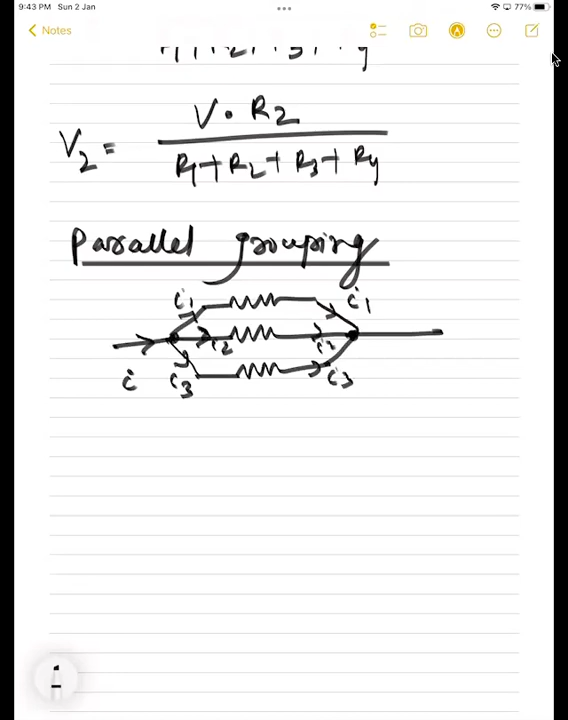 9:43 PM Sun 2 Jan
77%
Notes
V . R2
V2 =
R1 + R2 + R3 + R4
Parallel grouping
i1 i1
i2 i2
i i3 i3